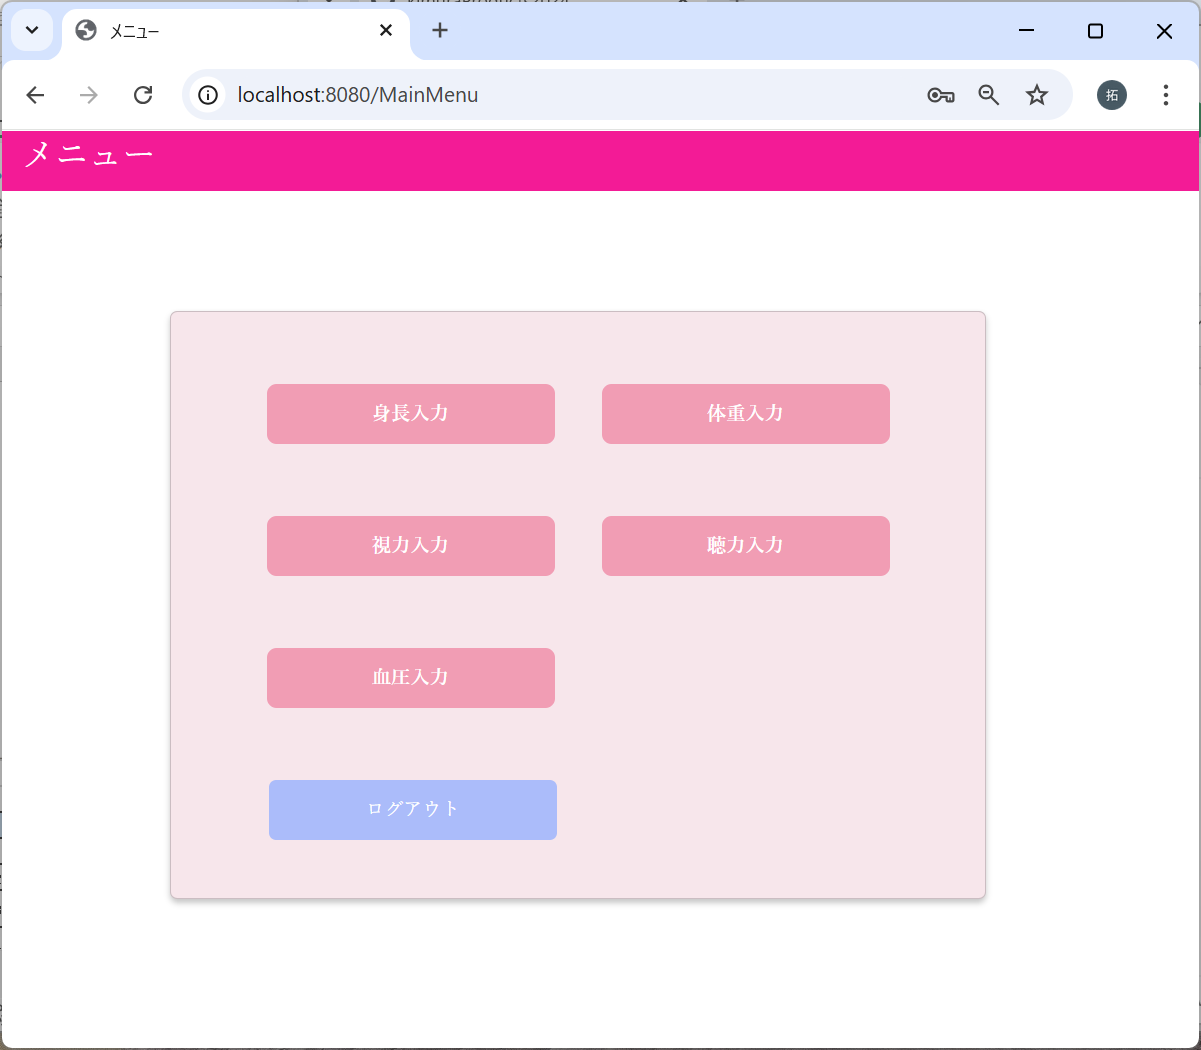 メニュー
localhost:8080/MainMenu
拓
メニュー
身長入力 体重入力
視力入力 聴力入力
血圧入力
ログアウト